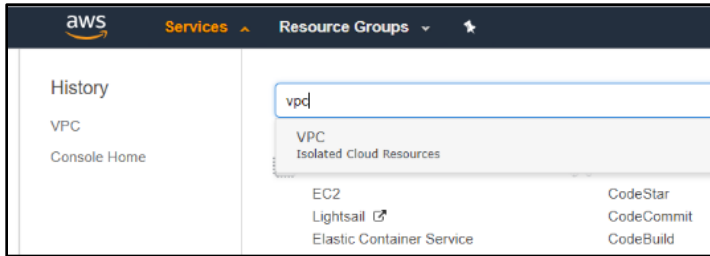 aws
Services
Resource Groups
History
VPC
Console Home
vpc
VPC
Isolated Cloud Resources
EC2
Lightsail
Elastic Container Service
CodeStar
CodeCommit
CodeBuild